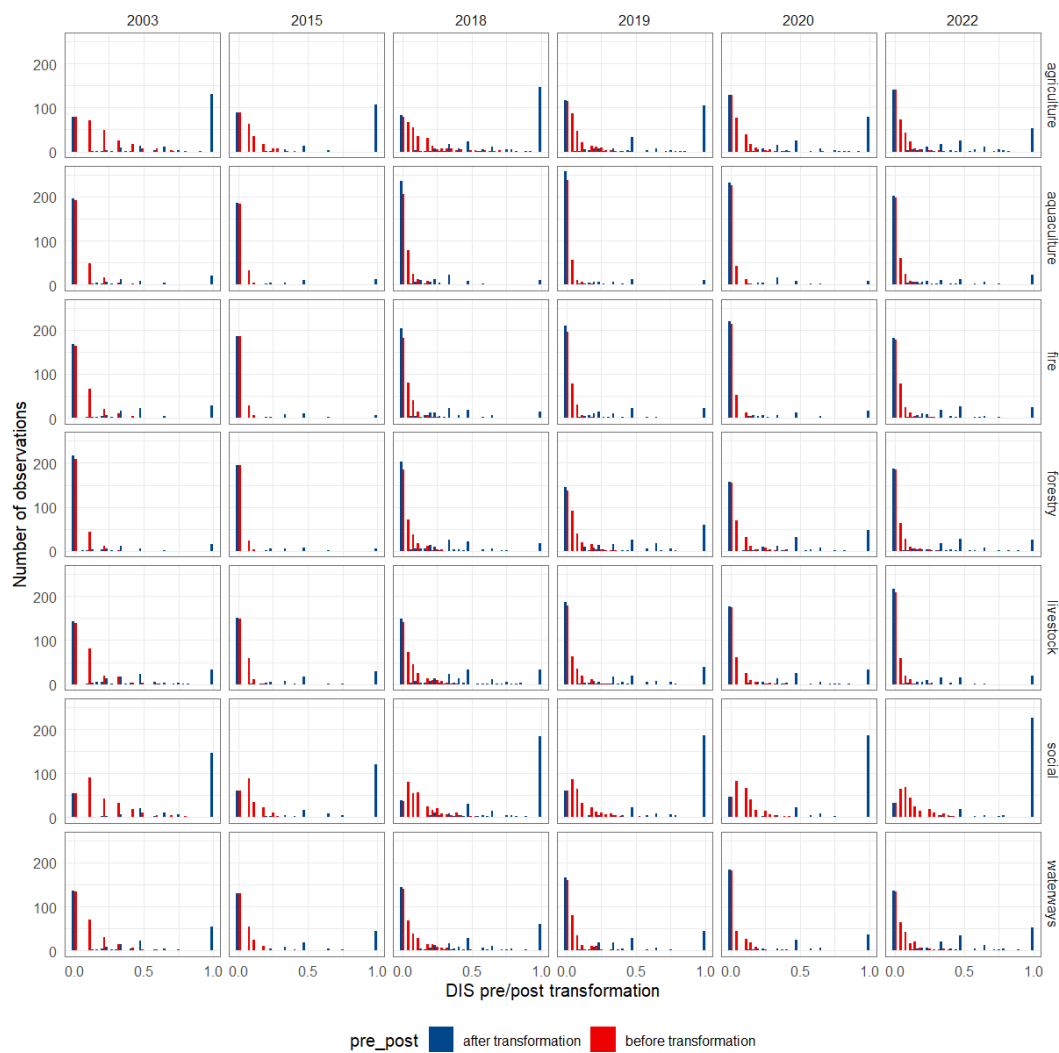 2003 2015 2018 2019 2020 2022
Number of observations
200
100
0
agriculture
200
100
0
aquaculture
200
100
0
fire
200
100
0
forestry
200
100
0
livestock
200
100
0
social
200
100
0
waterways
0.0 0.5 1.0 0.0 0.5 1.0 0.0 0.5 1.0 0.0 0.5 1.0 0.0 0.5 1.0 0.0 0.5 1.0
DIS pre/post transformation
pre_post after transformation before transformation